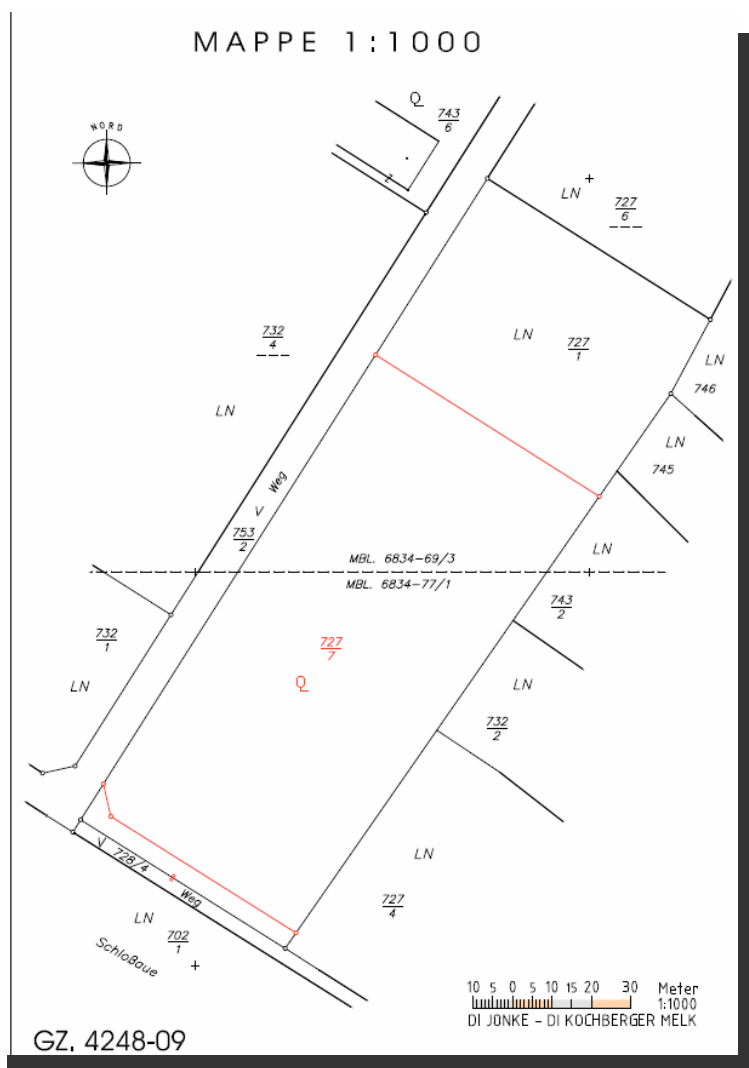 MAPPE 1:1000
NORD
Q
743
6
z
LN
727
6
732
4
LN
727
1
LN
746
LN
LN
745
Weg
V
753
2
MBL. 6834-69/3
MBL. 6834-77/1
LN
743
2
732
1
LN
727
7
Q
LN
732
2
V
728/4
Weg
LN
727
4
LN
702
1
Schloßaue
10 5 0 5 10 15 20 30 Meter
1:1000
DI JONKE - DI KOCHBERGER MELK
GZ. 4248-09